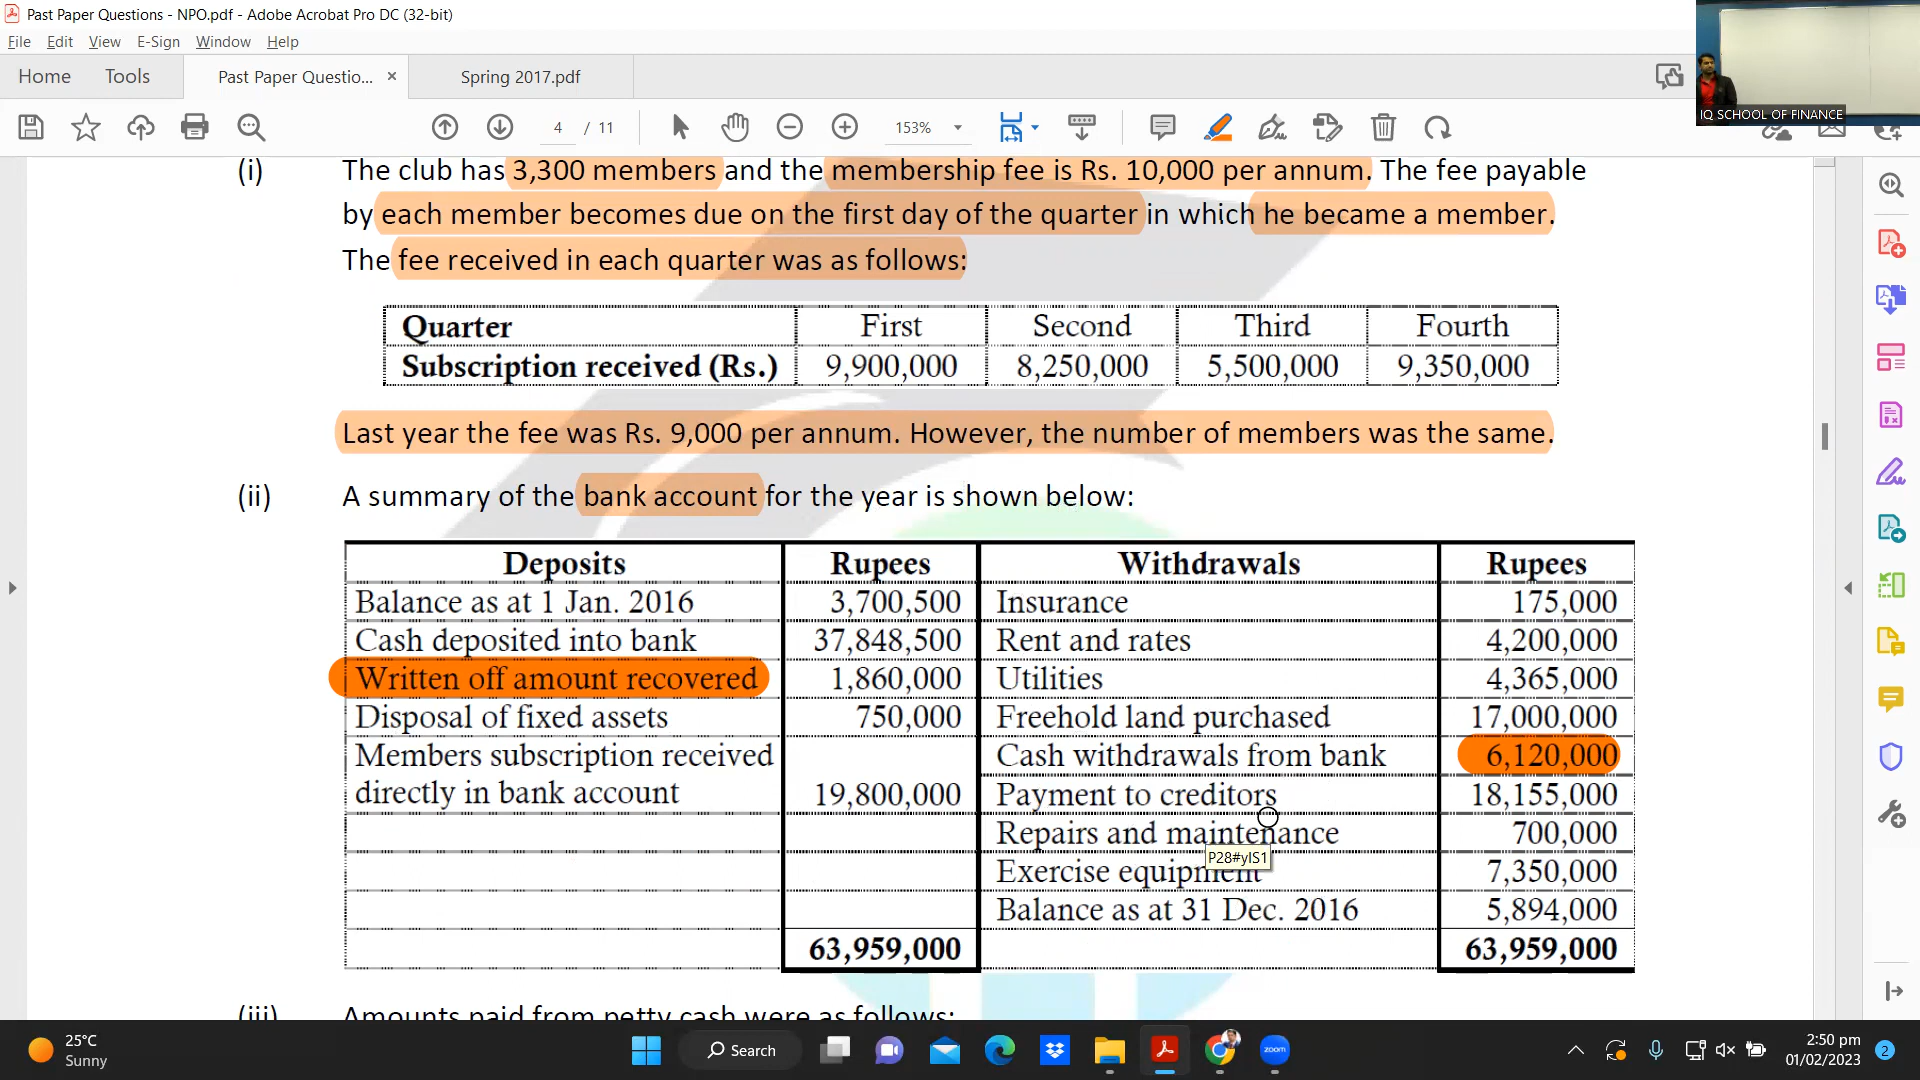 Past Paper Questions - NPO.pdf - Adobe Acrobat Pro DC (32-bit)
File Edit View E-Sign Window Help
Home Tools Past Paper Questio... × Spring 2017.pdf
4 / 11 153%
IQ SCHOOL OF FINANCE
(i) The club has 3,300 members and the membership fee is Rs. 10,000 per annum. The fee payable
by each member becomes due on the first day of the quarter in which he became a member.
The fee received in each quarter was as follows:
Quarter First Second Third Fourth
Subscription received (Rs.) 9,900,000 8,250,000 5,500,000 9,350,000
Last year the fee was Rs. 9,000 per annum. However, the number of members was the same.
(ii) A summary of the bank account for the year is shown below:
Deposits Rupees Withdrawals Rupees
Balance as at 1 Jan. 2016 3,700,500 Insurance 175,000
Cash deposited into bank 37,848,500 Rent and rates 4,200,000
Written off amount recovered 1,860,000 Utilities 4,365,000
Disposal of fixed assets 750,000 Freehold land purchased 17,000,000
Members subscription received Cash withdrawals from bank 6,120,000
directly in bank account 19,800,000 Payment to creditors 18,155,000
Repairs and maintenance 700,000
P28#yIS1
Exercise equipment 7,350,000
Balance as at 31 Dec. 2016 5,894,000
63,959,000 63,959,000
(iii) Amounts paid from petty cash were as follows:
25°C
Sunny
Search
zoom
2:50 pm
01/02/2023
2